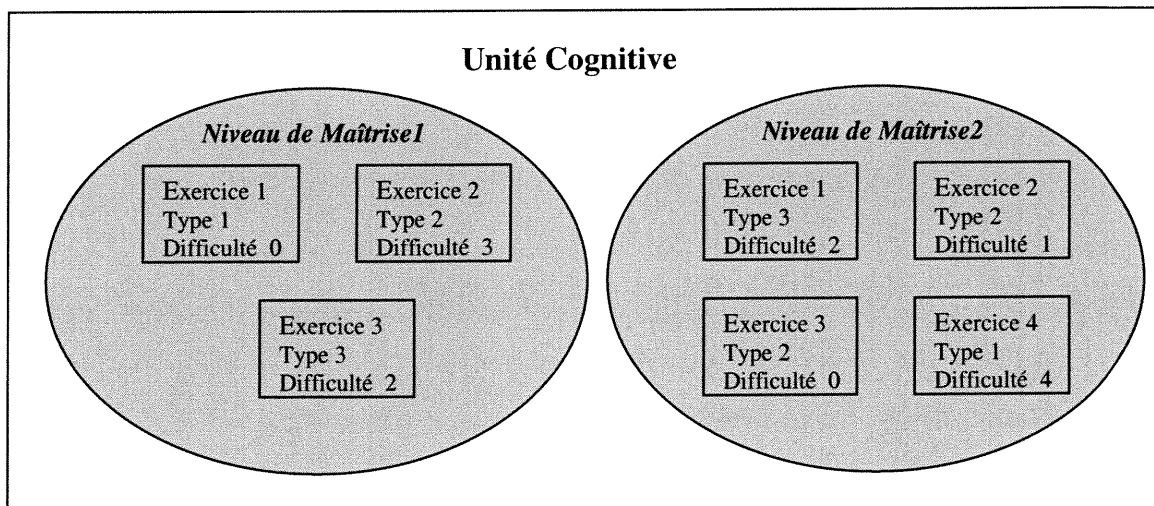 Unité Cognitive
Niveau de Maîtrise1
Exercice 1
Type 1
Difficulté 0
Exercice 2
Type 2
Difficulté 3
Exercice 3
Type 3
Difficulté 2
Niveau de Maîtrise2
Exercice 1
Type 3
Difficulté 2
Exercice 2
Type 2
Difficulté 1
Exercice 3
Type 2
Difficulté 0
Exercice 4
Type 1
Difficulté 4